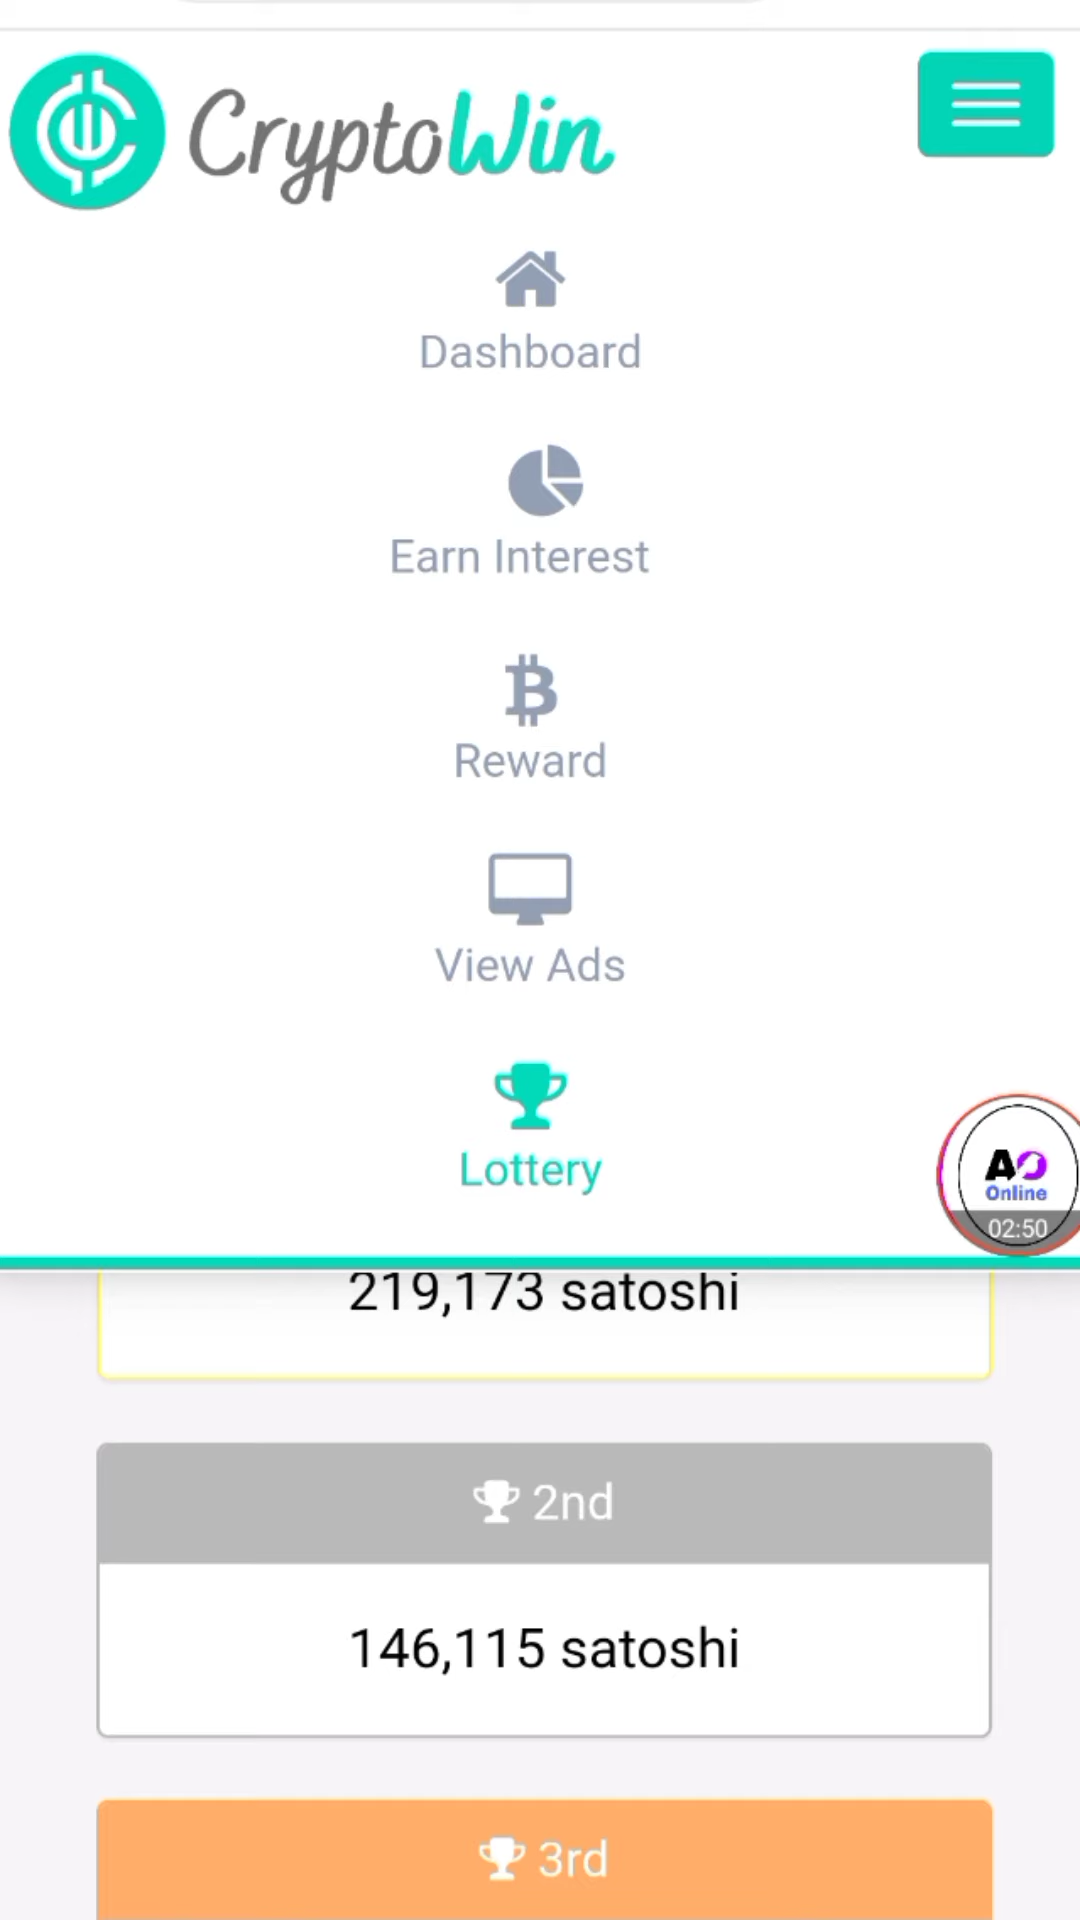 CryptoWin
Dashboard
Earn Interest
Reward
View Ads
Lottery
AO
Online
02:50
219,173 satoshi
2nd
146,115 satoshi
3rd